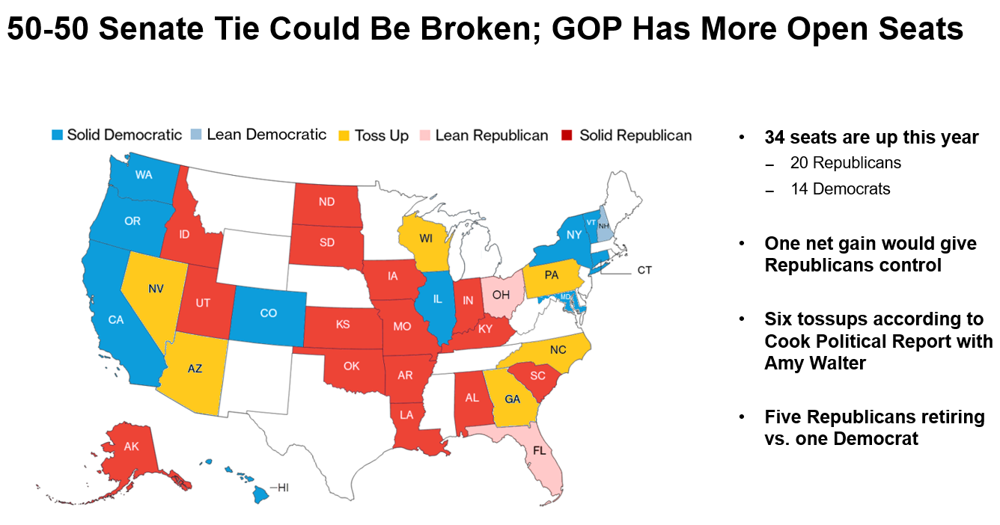 50-50 Senate Tie Could Be Broken; GOP Has More Open Seats
Solid Democratic Lean Democratic Toss Up Lean Republican Solid Republican
WA
OR
CA
NV
ID
UT
AZ
CO
ND
SD
KS
OK
IA
MO
AR
LA
WI
IL
IN
OH
KY
AL
GA
FL
SC
NC
PA
MD
NY
VT
NH
CT
AK
HI
• 34 seats are up this year
– 20 Republicans
– 14 Democrats
• One net gain would give
Republicans control
• Six tossups according to
Cook Political Report with
Amy Walter
• Five Republicans retiring
vs. one Democrat